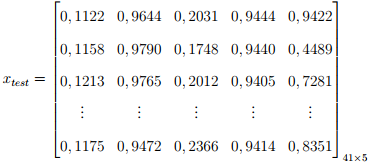 0,1122 0,9644 0,2031 0,9444 0,9422
0,1158 0,9790 0,1748 0,9440 0,4489
x_test = 0,1213 0,9765 0,2012 0,9405 0,7281
⋮ ⋮ ⋮ ⋮ ⋮
0,1175 0,9472 0,2366 0,9414 0,8351
41×5